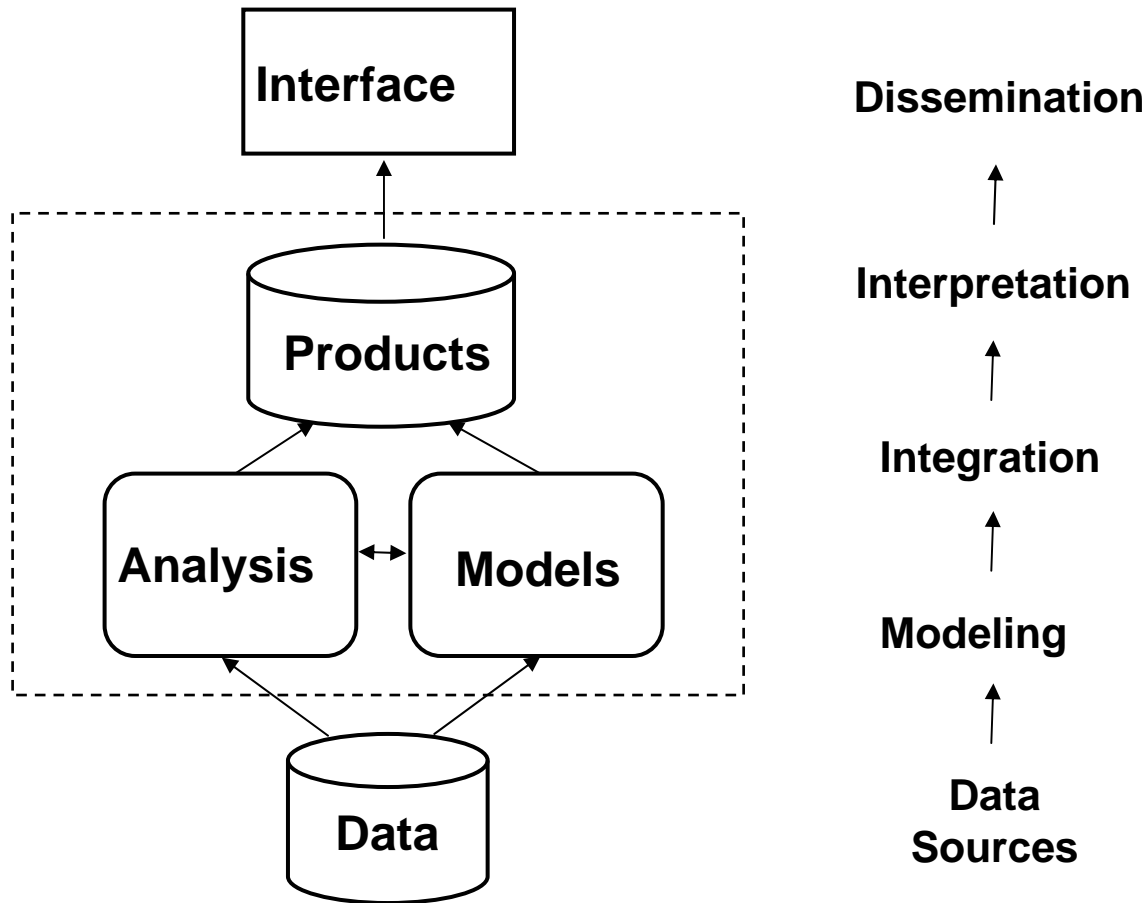 Interface
Products
Analysis
Models
Data
Dissemination
Interpretation
Integration
Modeling
Data
Sources